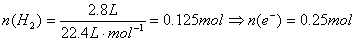 n(H₂) = 2.8L / 22.4L·mol⁻¹ = 0.125mol ⇒ n(e⁻) = 0.25mol